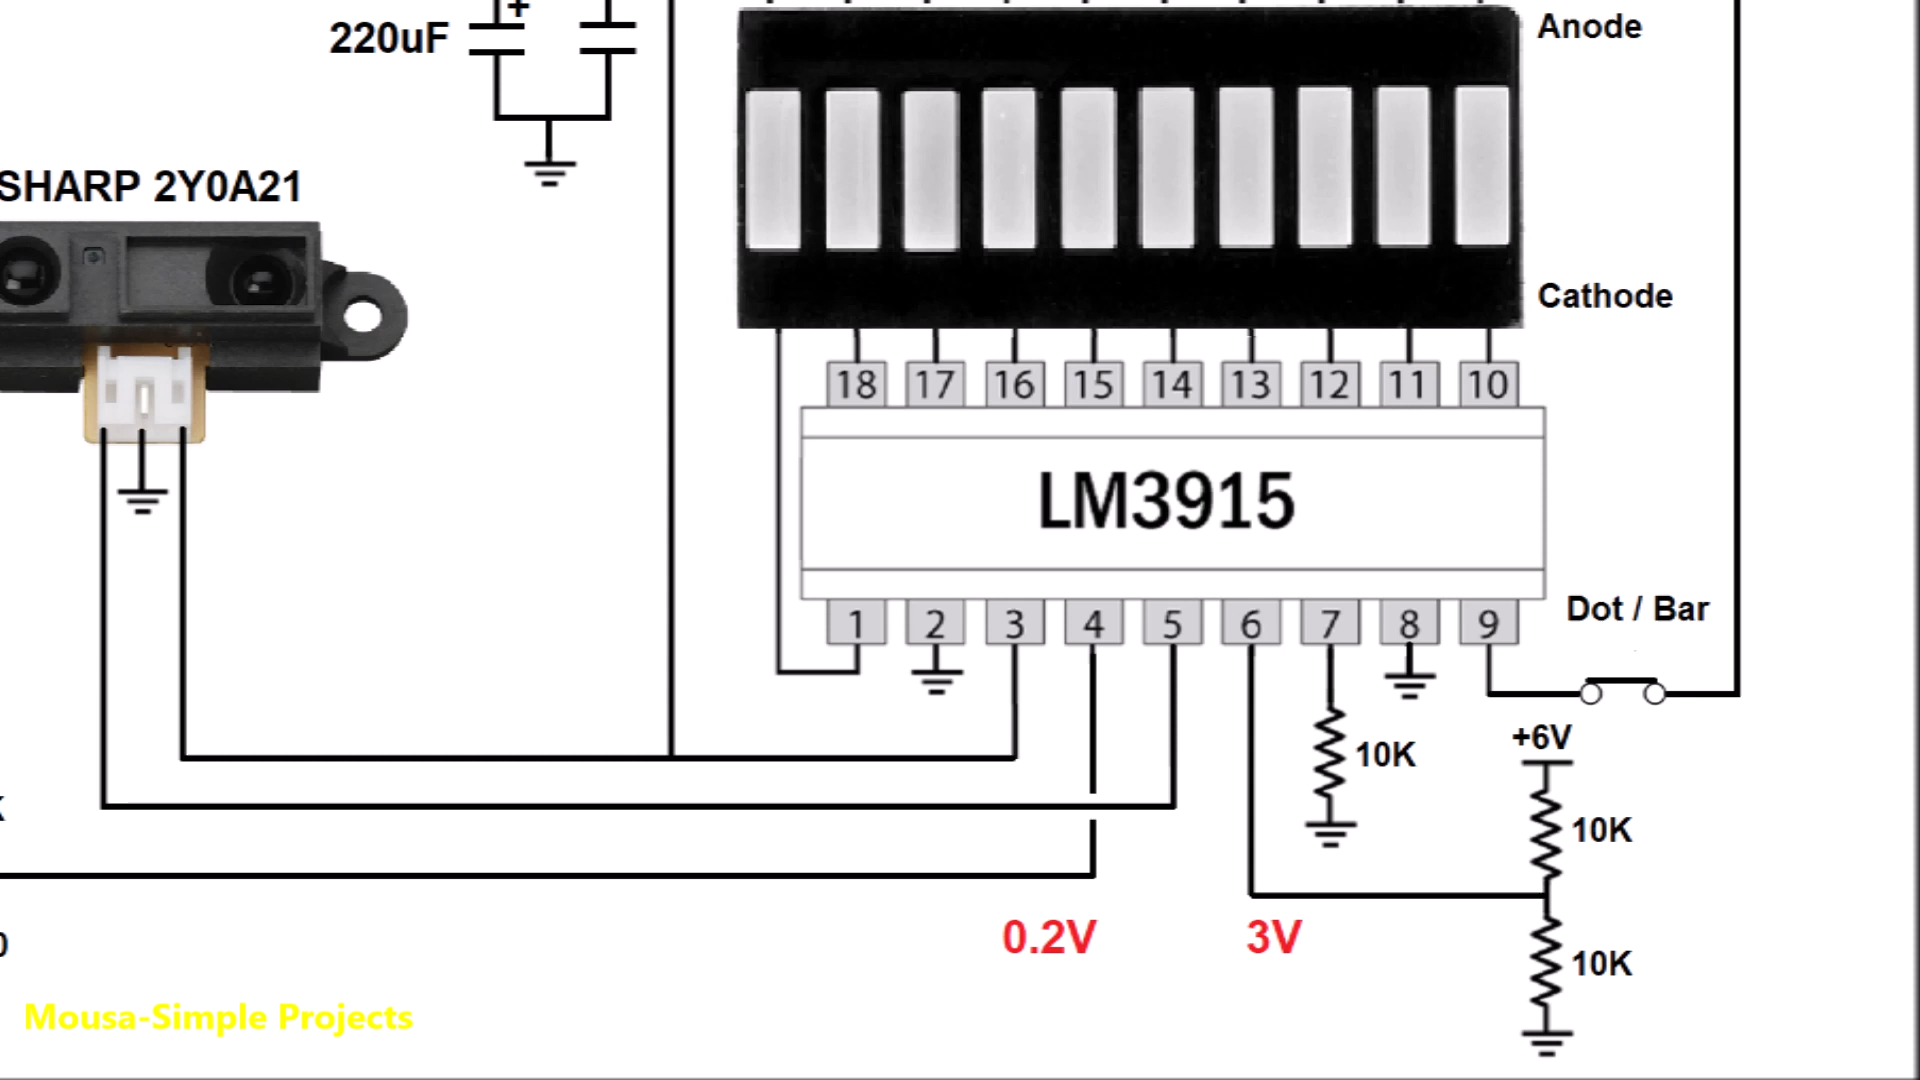 +
220uF
Anode
SHARP 2Y0A21
Cathode
18 17 16 15 14 13 12 11 10
LM3915
1 2 3 4 5 6 7 8 9
Dot / Bar
+6V
10K
10K
0.2V
3V
10K
Mousa-Simple Projects